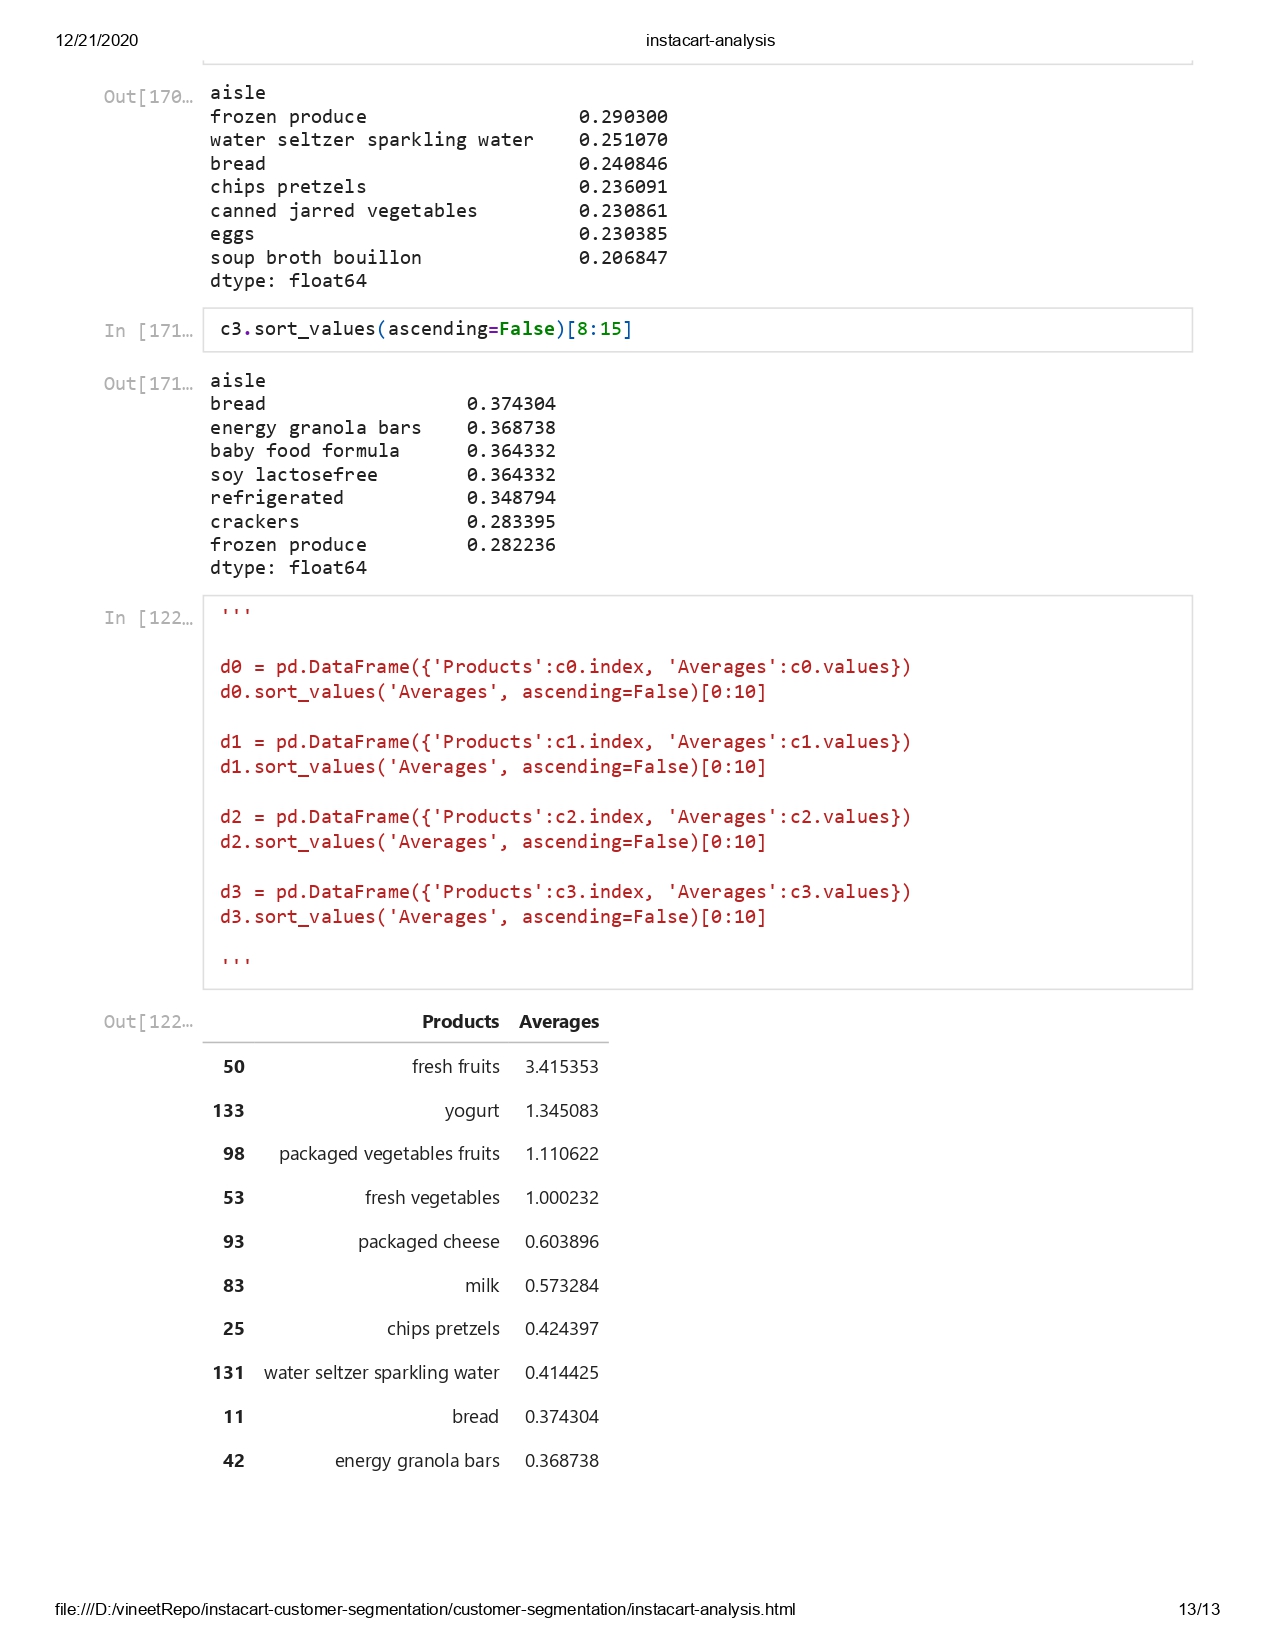 12/21/2020 instacart-analysis
Out[170… aisle
frozen produce 0.290300
water seltzer sparkling water 0.251070
bread 0.240846
chips pretzels 0.236091
canned jarred vegetables 0.230861
eggs 0.230385
soup broth bouillon 0.206847
dtype: float64
In [171… c3.sort_values(ascending=False)[8:15]
Out[171… aisle
bread 0.374304
energy granola bars 0.368738
baby food formula 0.364332
soy lactosefree 0.364332
refrigerated 0.348794
crackers 0.283395
frozen produce 0.282236
dtype: float64
In [122… '''
d0 = pd.DataFrame({'Products':c0.index, 'Averages':c0.values})
d0.sort_values('Averages', ascending=False)[0:10]
d1 = pd.DataFrame({'Products':c1.index, 'Averages':c1.values})
d1.sort_values('Averages', ascending=False)[0:10]
d2 = pd.DataFrame({'Products':c2.index, 'Averages':c2.values})
d2.sort_values('Averages', ascending=False)[0:10]
d3 = pd.DataFrame({'Products':c3.index, 'Averages':c3.values})
d3.sort_values('Averages', ascending=False)[0:10]
'''
Out[122… Products Averages
50 fresh fruits 3.415353
133 yogurt 1.345083
98 packaged vegetables fruits 1.110622
53 fresh vegetables 1.000232
93 packaged cheese 0.603896
83 milk 0.573284
25 chips pretzels 0.424397
131 water seltzer sparkling water 0.414425
11 bread 0.374304
42 energy granola bars 0.368738
file:///D:/vineetRepo/instacart-customer-segmentation/customer-segmentation/instacart-analysis.html 13/13